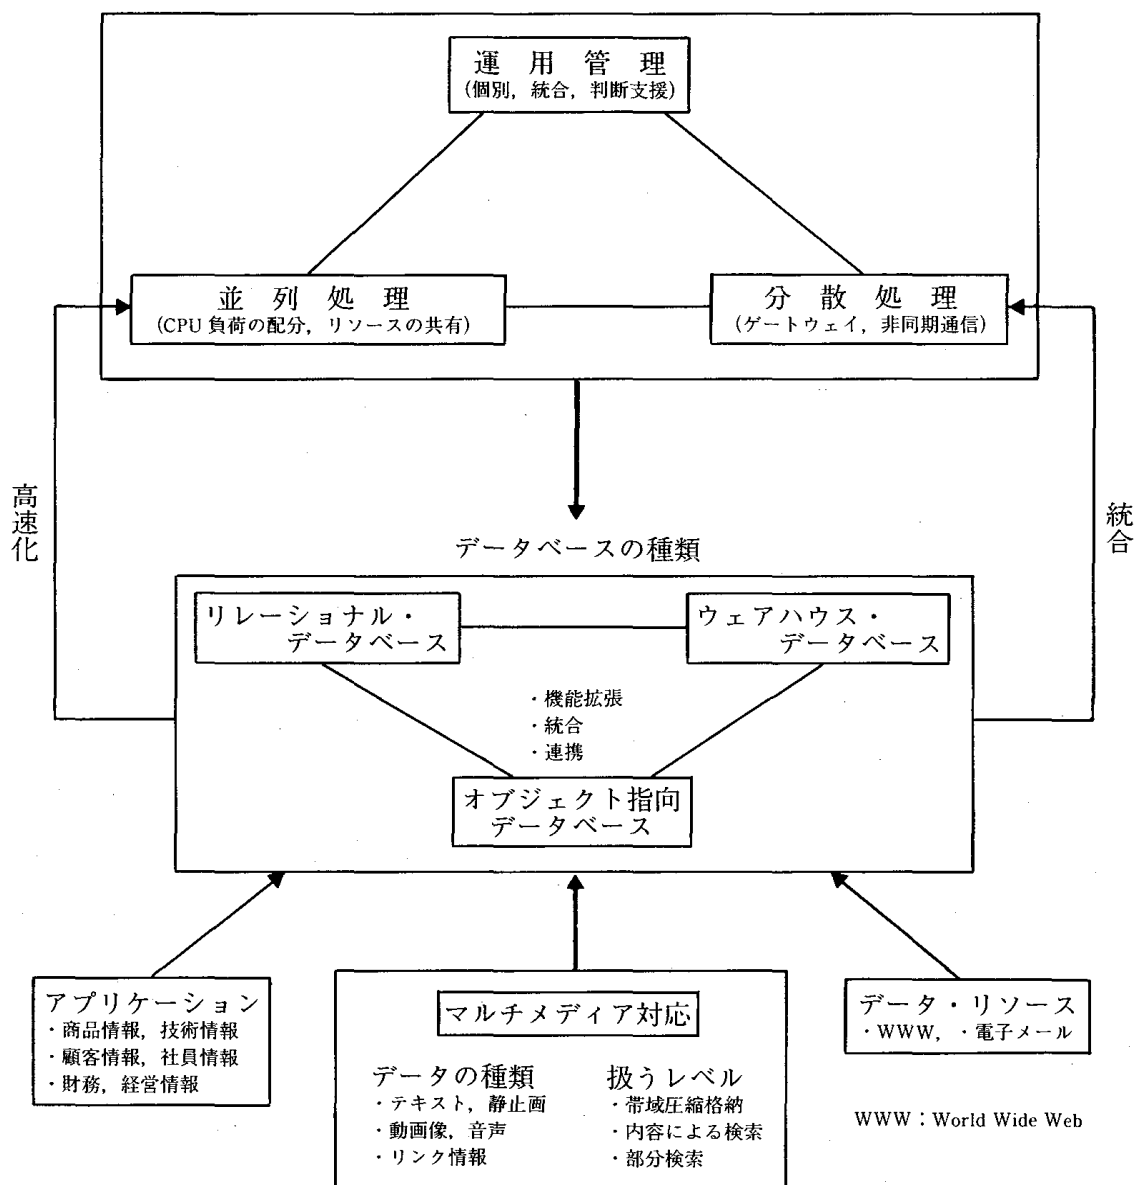 運用管理
(個別, 統合, 判断支援)
並列処理
(CPU 負荷の配分, リソースの共有)
分散処理
(ゲートウェイ, 非同期通信)
高速化
統合
データベースの種類
リレーショナル・
データベース
ウェアハウス・
データベース
・機能拡張
・統合
・連携
オブジェクト指向
データベース
アプリケーション
・商品情報, 技術情報
・顧客情報, 社員情報
・財務, 経営情報
マルチメディア対応
データの種類
・テキスト, 静止画
・動画像, 音声
・リンク情報
扱うレベル
・帯域圧縮格納
・内容による検索
・部分検索
データ・リソース
・WWW, ・電子メール
WWW：World Wide Web